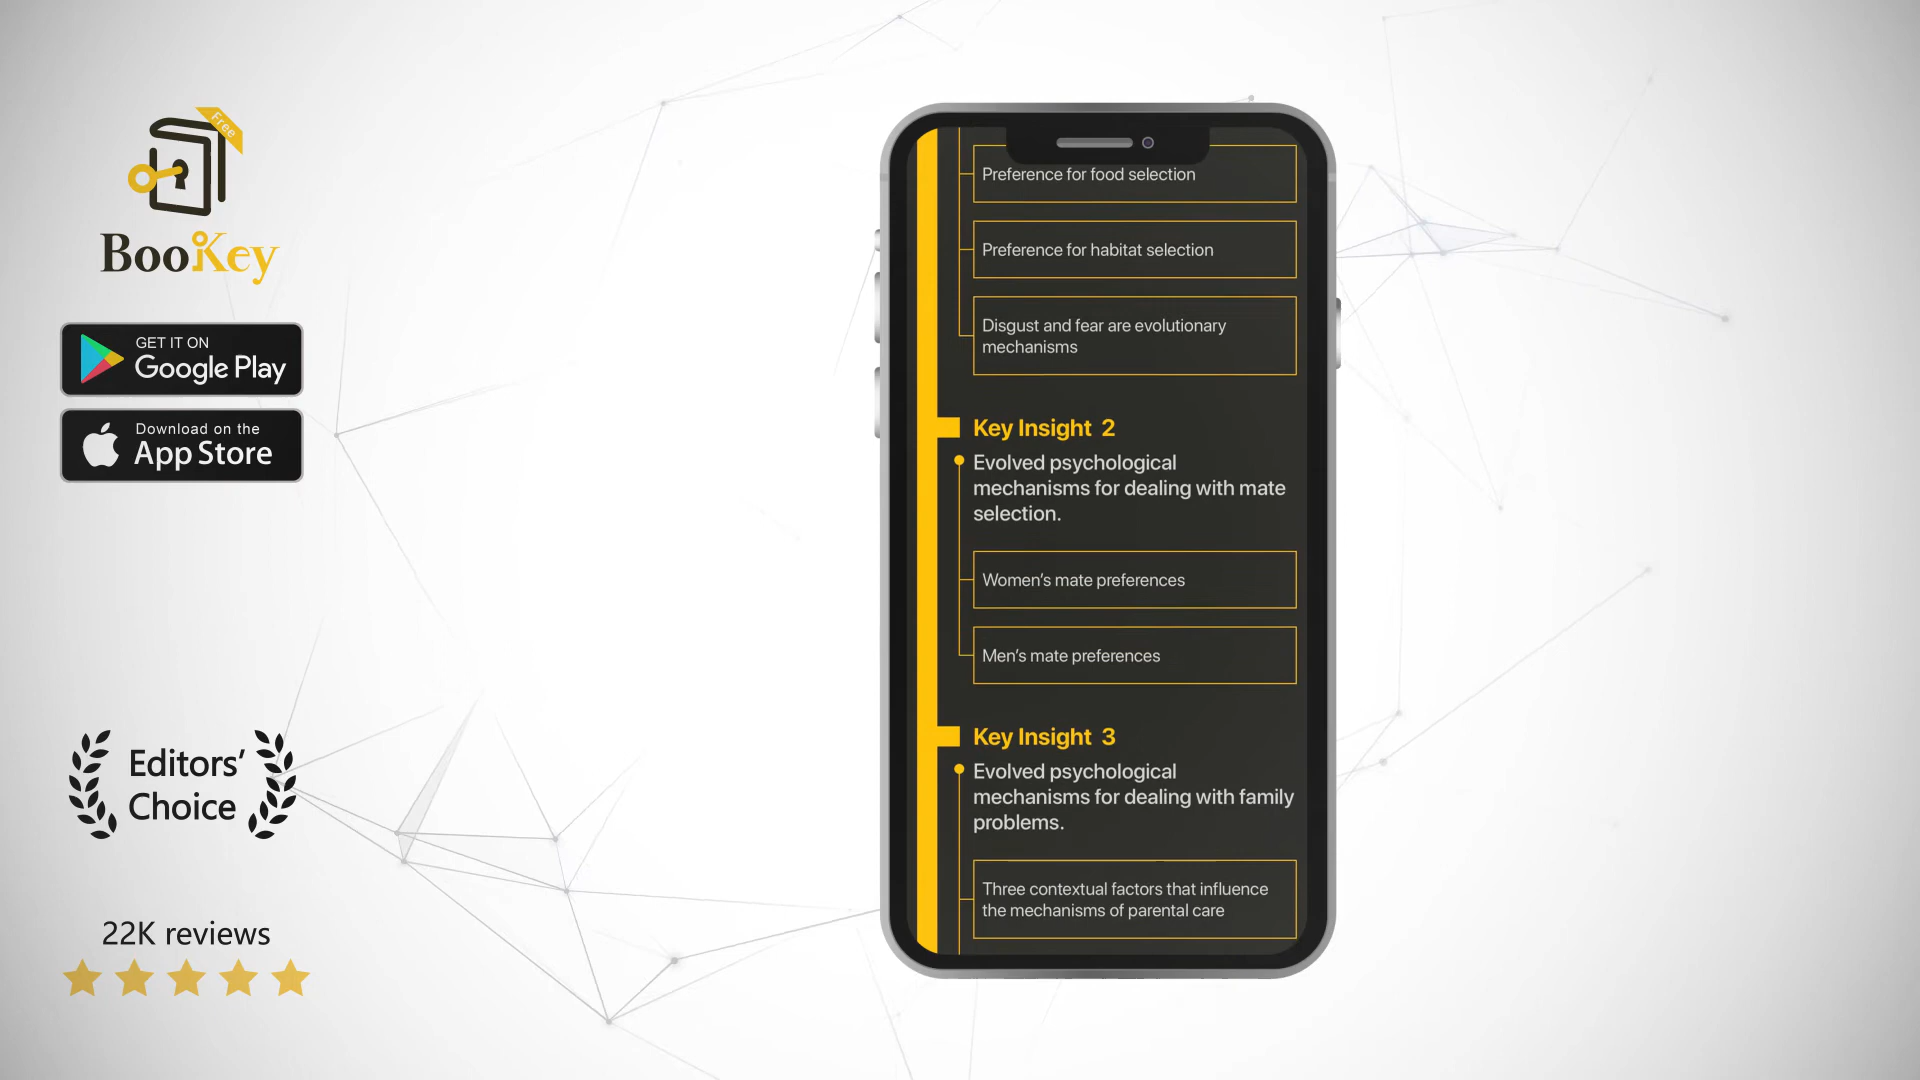 Free
BooKey
GET IT ON
Google Play
Download on the
App Store
Editors'
Choice
22K reviews
Preference for food selection
Preference for habitat selection
Disgust and fear are evolutionary
mechanisms
Key Insight 2
Evolved psychological
mechanisms for dealing with mate
selection.
Women's mate preferences
Men's mate preferences
Key Insight 3
Evolved psychological
mechanisms for dealing with family
problems.
Three contextual factors that influence
the mechanisms of parental care